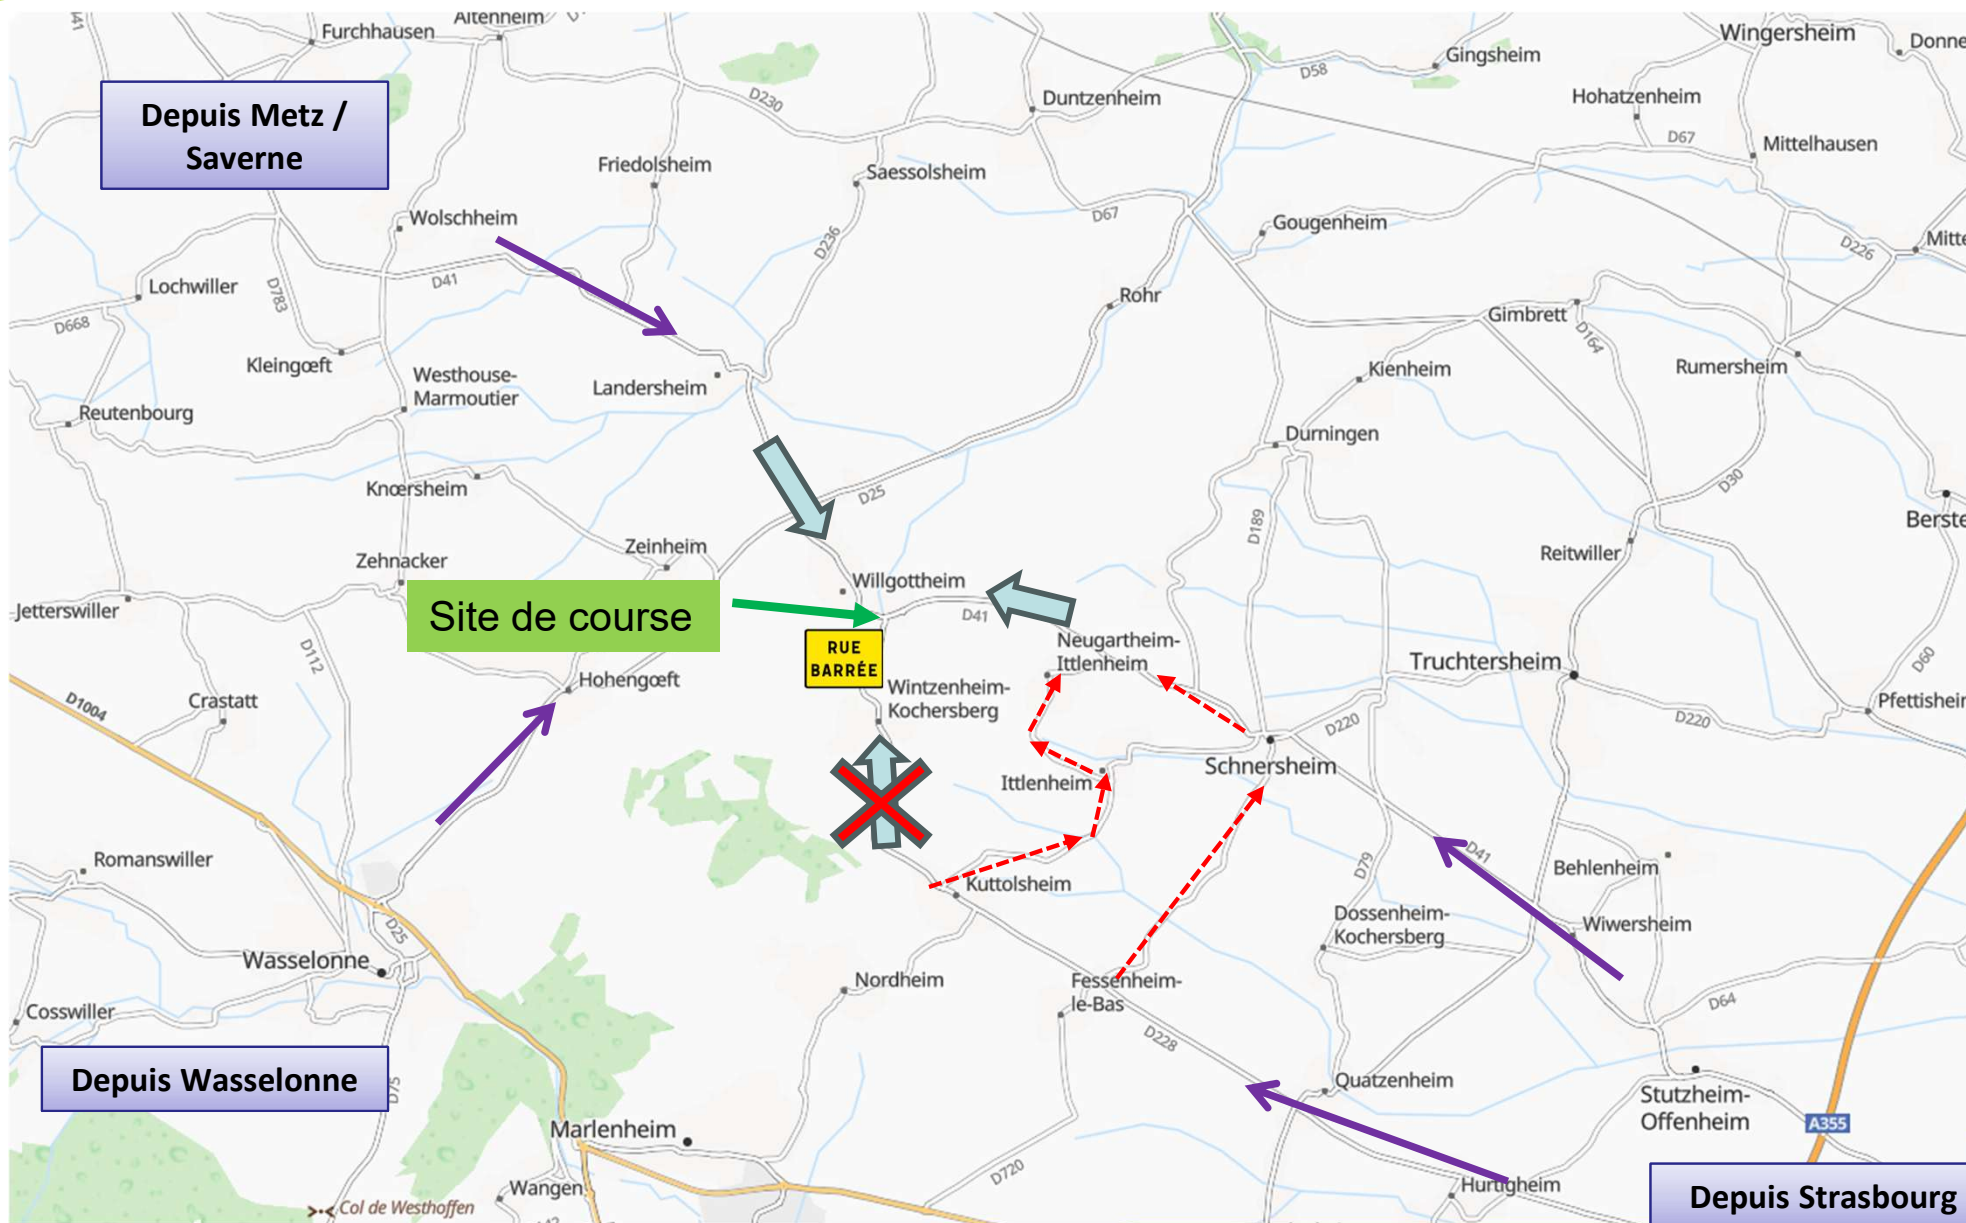 Furchhausen
Altenheim
Wingersheim
Gingsheim
D58
Depuis Metz /
Saverne
D230
Duntzenheim
Hohatzenheim
D67
Mittelhausen
Friedolsheim
Saessolsheim
Wolschheim
D67
Gougenheim
D236
D226
D41
Lochwiller
D783
D668
Rohr
Gimbrett
D164
Kleingœft
Westhouse-
Marmoutier
Landersheim
Kienheim
Rumersheim
Reutenbourg
Durningen
Knœrsheim
D25
D30
D189
Zeinheim
Zehnacker
Reitwiller
Willgottheim
Jetterswiller
Site de course
D41
RUE
BARRÉE
Neugartheim-
Ittlenheim
Truchtersheim
D112
D60
Hohengœft
Wintzenheim-
Kochersberg
D1004
Crastatt
D220
D220
Schnersheim
Ittlenheim
Romanswiller
D41
D79
Behlenheim
Kuttolsheim
Dossenheim-
Kochersberg
Wiwersheim
D25
Wasselonne
Nordheim
Fessenheim-
le-Bas
Cosswiller
D64
D228
Depuis Wasselonne
D75
Quatzenheim
Stutzheim-
Offenheim
Marlenheim
A355
D720
Wangen
Hurtigheim
Col de Westhoffen
Depuis Strasbourg